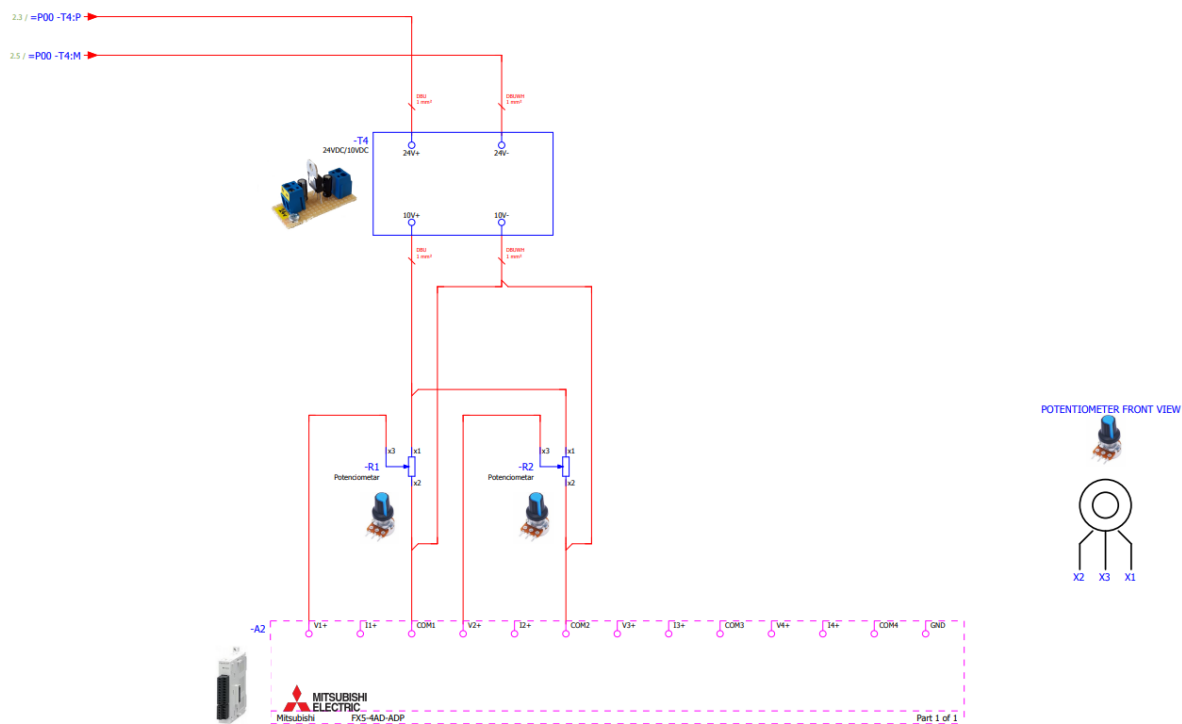 2.3 / =P00 -T4:P
2.5 / =P00 -T4:M
DBU
1 mm²
DBUWH
1 mm²
-T4
24VDC/10VDC
24V+
24V-
10V+
10V-
DBU
1 mm²
DBUWH
1 mm²
POTENTIOMETER FRONT VIEW
x3
x1
-R1
Potenciometar
x2
x3
x1
-R2
Potenciometar
x2
X2
X3
X1
-A2
V1+
I1+
COM1
V2+
I2+
COM2
V3+
I3+
COM3
V4+
I4+
COM4
GND
MITSUBISHI
ELECTRIC
Mitsubishi
FX5-4AD-ADP
Part 1 of 1